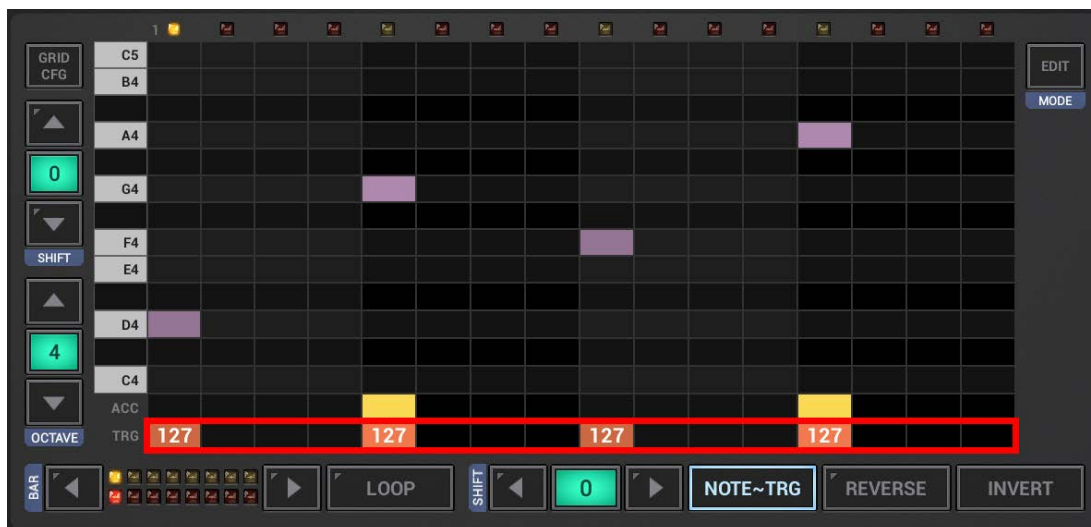 1
GRID CFG
C5
EDIT
B4
MODE
A4
0
G4
F4
SHIFT
E4
D4
4
C4
ACC
OCTAVE
TRG 127 127 127 127
BAR
LOOP
SHIFT
0
NOTE~TRG
REVERSE
INVERT